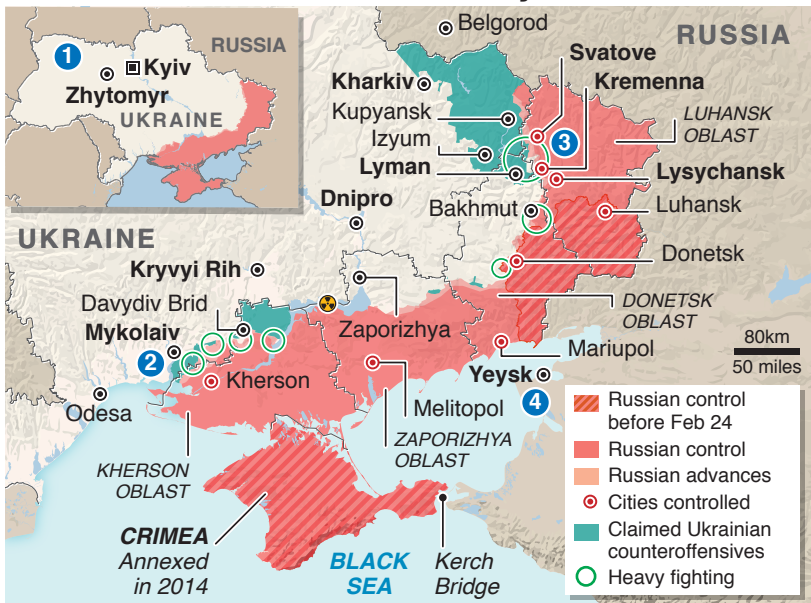 Belgorod
RUSSIA
1
RUSSIA
Kyiv
Zhytomyr
UKRAINE
Svatove
Kremenna
Kharkiv
Kupyansk
LUHANSK
OBLAST
Izyum
3
Lyman
Lysychansk
Dnipro
Bakhmut
Luhansk
UKRAINE
Donetsk
Kryvyi Rih
Davydiv Brid
DONETSK
OBLAST
Mykolaiv
Zaporizhya
80km
50 miles
2
Mariupol
Kherson
Yeysk
4
Odesa
Melitopol
ZAPORIZHYA
OBLAST
KHERSON
OBLAST
CRIMEA
Annexed
in 2014
BLACK
SEA
Kerch
Bridge
Russian control
before Feb 24
Russian control
Russian advances
Cities controlled
Claimed Ukrainian
counteroffensives
Heavy fighting